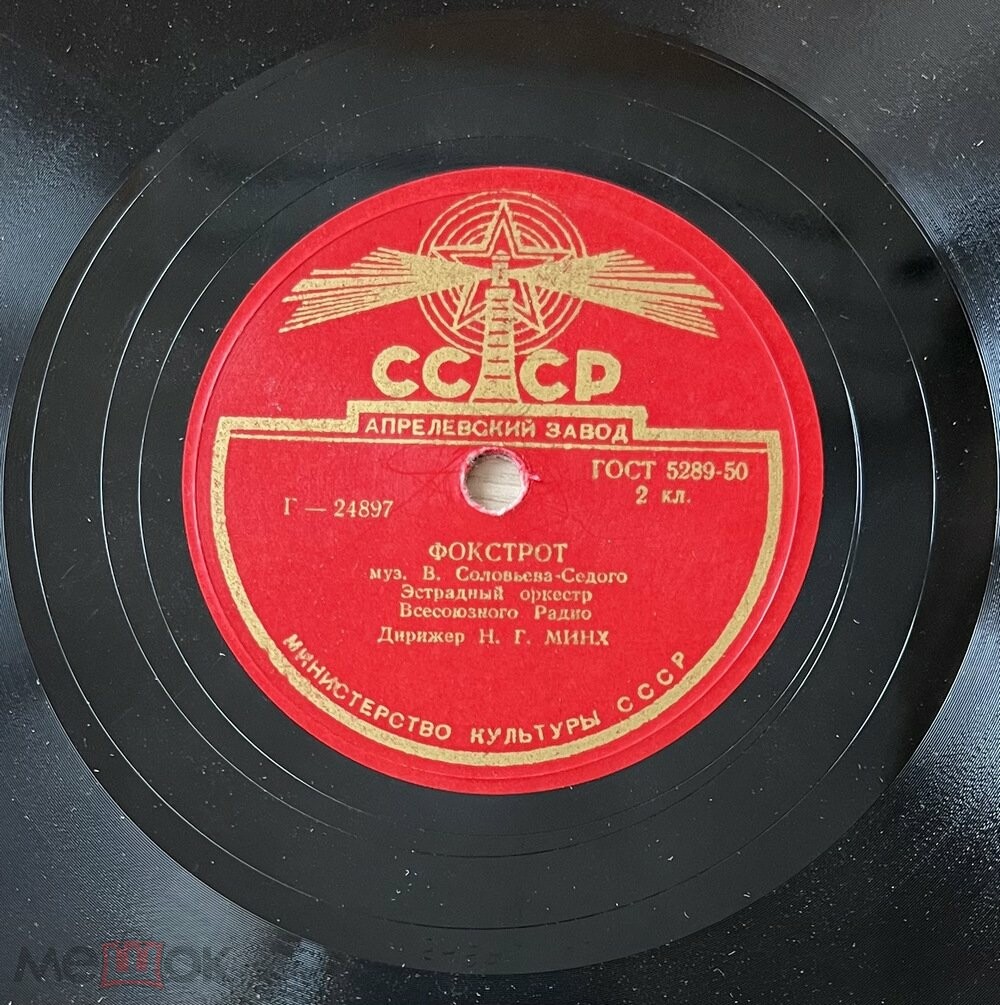 СССР
АПРЕЛЕВСКИЙ ЗАВОД
ГОСТ 5289-50
2 кл.
Г — 24897
ФОКСТРОТ
муз. В. Соловьева-Седого
Эстрадный оркестр
Всесоюзного Радио
Дирижер Н. Г. МИНХ
МИНИСТЕРСТВО КУЛЬТУРЫ СССР
мешок